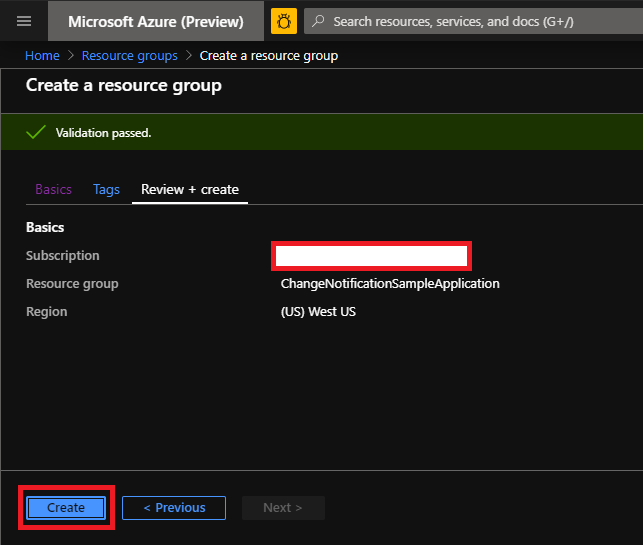 Microsoft Azure (Preview)
Search resources, services, and docs (G+/)
Home > Resource groups > Create a resource group
Create a resource group
Validation passed.
Basics Tags Review + create
Basics
Subscription
Resource group ChangeNotificationSampleApplication
Region (US) West US
Create < Previous Next >